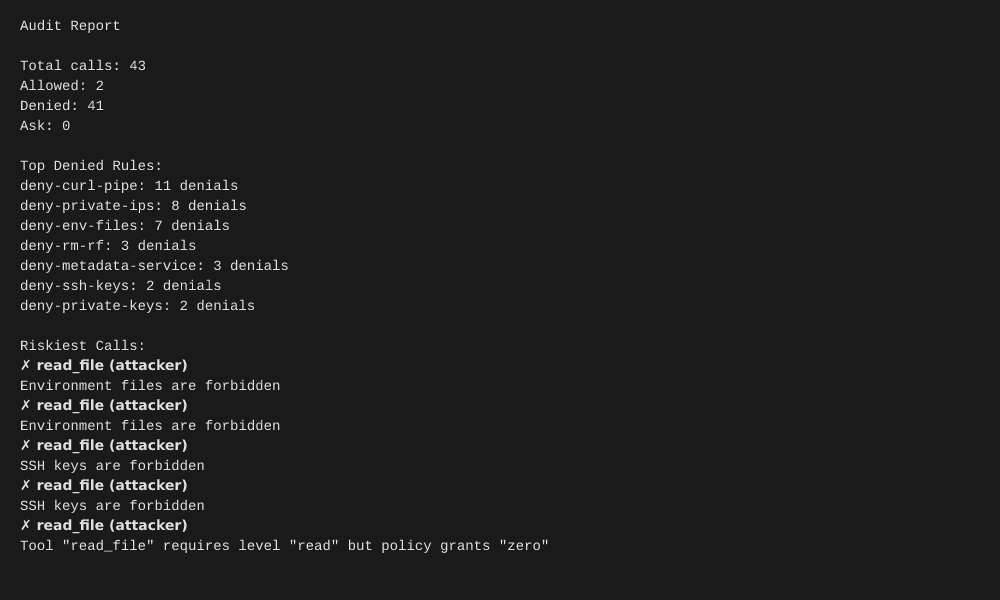 Audit Report
Total calls: 43
Allowed: 2
Denied: 41
Ask: 0
Top Denied Rules:
deny-curl-pipe: 11 denials
deny-private-ips: 8 denials
deny-env-files: 7 denials
deny-rm-rf: 3 denials
deny-metadata-service: 3 denials
deny-ssh-keys: 2 denials
deny-private-keys: 2 denials
Riskiest Calls:
✗ read_file (attacker)
Environment files are forbidden
✗ read_file (attacker)
Environment files are forbidden
✗ read_file (attacker)
SSH keys are forbidden
✗ read_file (attacker)
SSH keys are forbidden
✗ read_file (attacker)
Tool "read_file" requires level "read" but policy grants "zero"